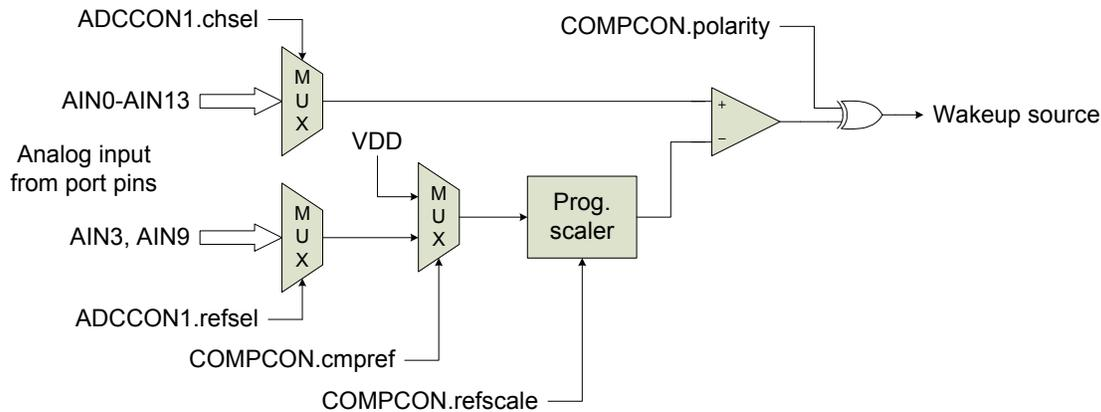 ADCCON1.chsel
COMPCON.polarity
M
U
X
AIN0-AIN13
+
−
Wakeup source
Analog input
from port pins
VDD
M
U
X
M
U
X
Prog.
scaler
AIN3, AIN9
ADCCON1.refsel
COMPCON.cmpref
COMPCON.refscale